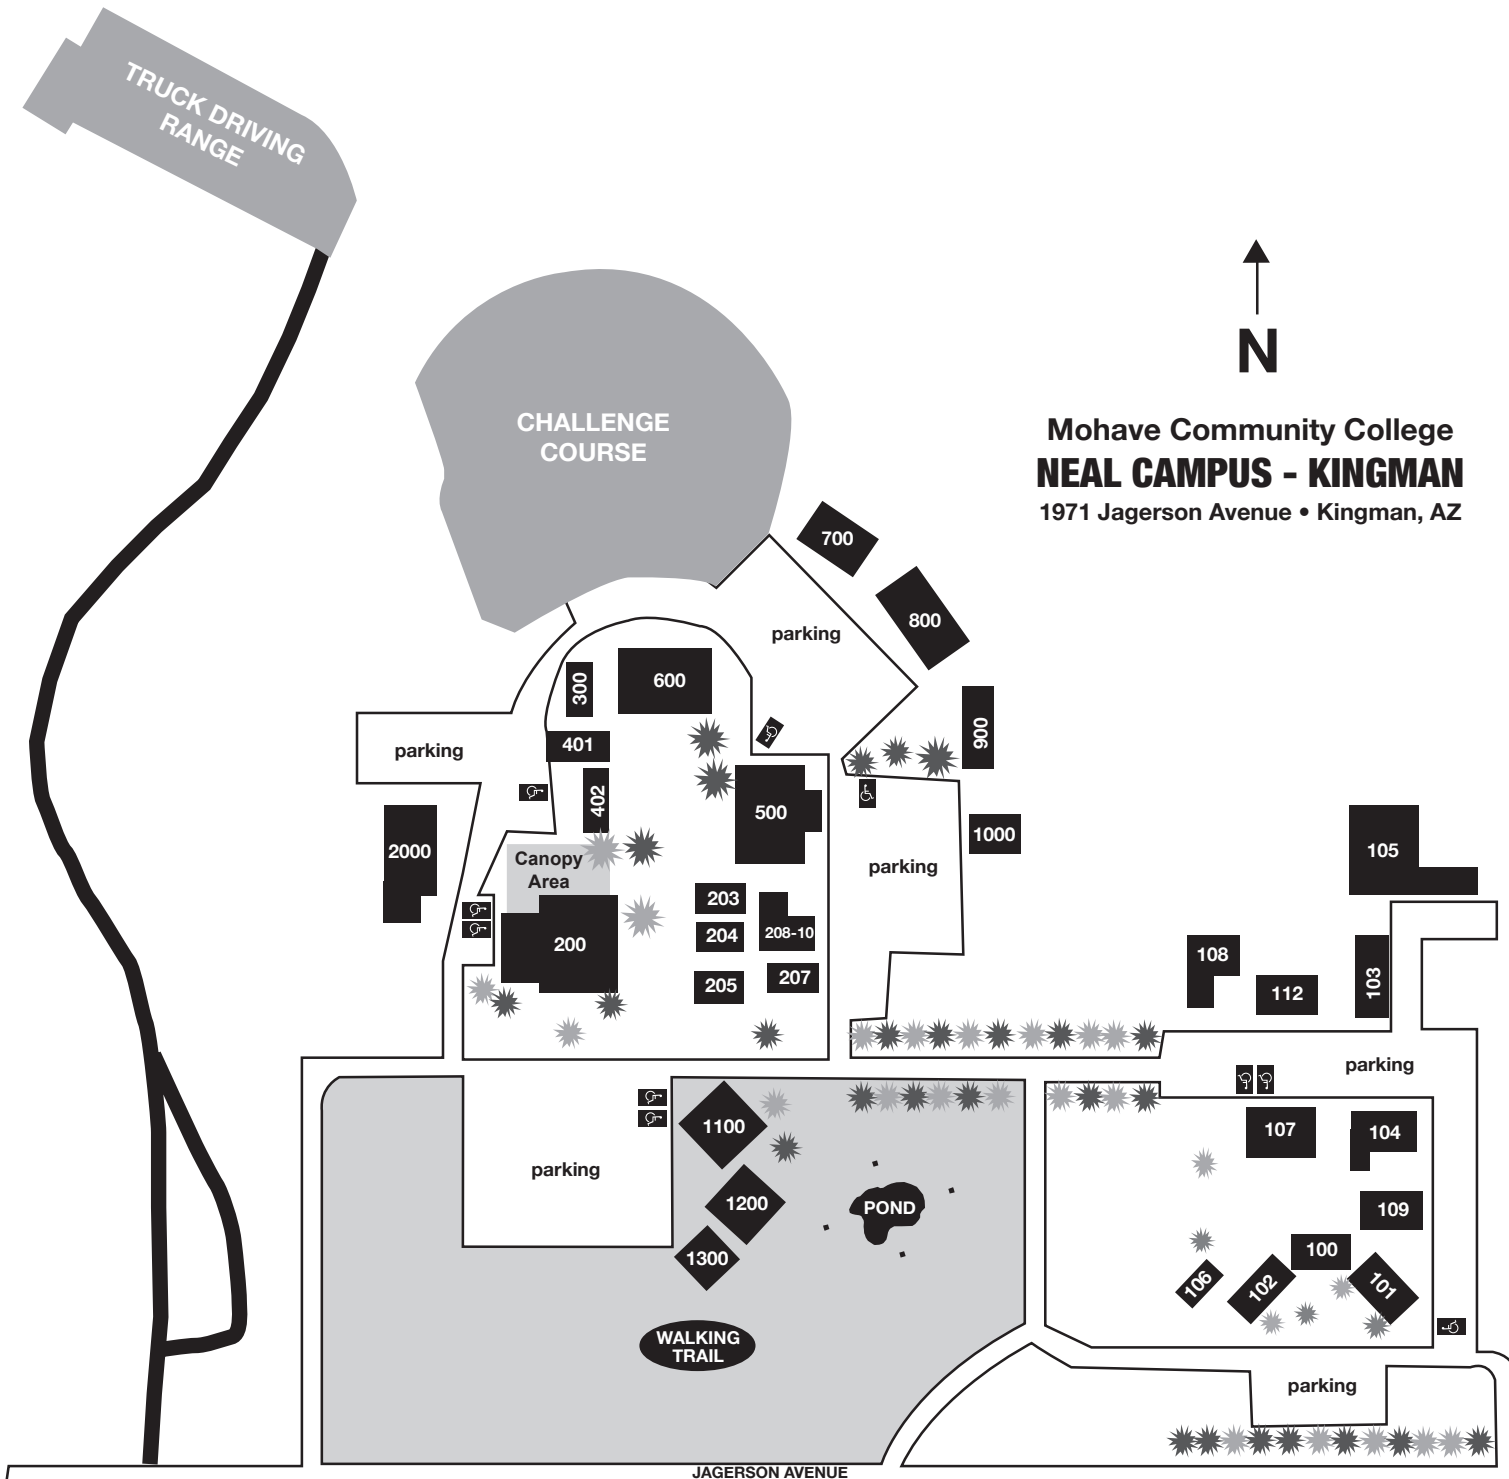 TRUCK DRIVING
RANGE
CHALLENGE
COURSE
N
Mohave Community College
NEAL CAMPUS - KINGMAN
1971 Jagerson Avenue • Kingman, AZ
700
800
parking
300
600
900
401
parking
402
500
1000
2000
Canopy
Area
parking
105
203
204
208-10
200
205
207
108
112
103
parking
1100
107
104
parking
1200
POND
109
1300
100
106
102
101
WALKING
TRAIL
parking
JAGERSON AVENUE